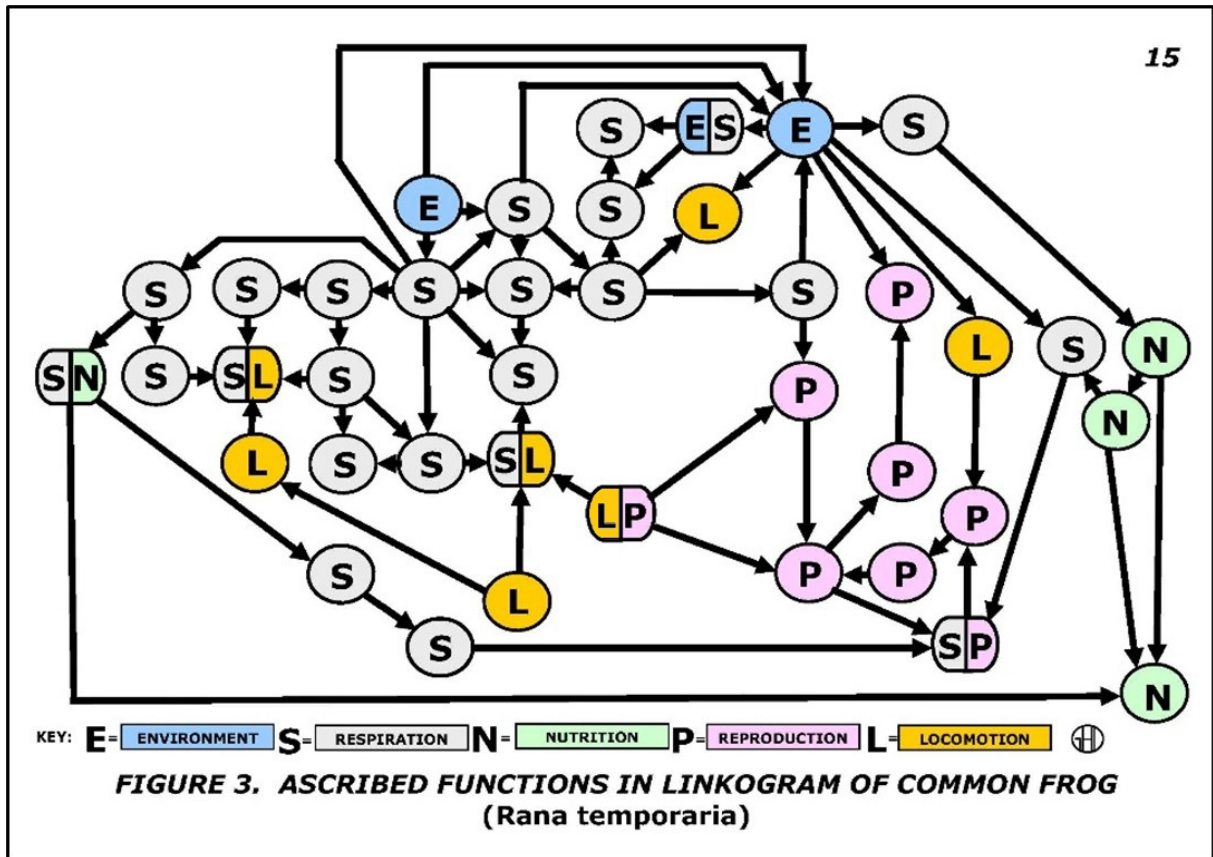 15
S
E S
E
S
E
S
S
L
S
S
S
S
S
S
S
P
S N
S
S L
S
S
P
L
S
N
N
L
S
S
S L
L P
P
P
S
L
P
P
P
S
S P
N
KEY: E= ENVIRONMENT S= RESPIRATION N= NUTRITION P= REPRODUCTION L= LOCOMOTION
FIGURE 3. ASCRIBED FUNCTIONS IN LINKOGRAM OF COMMON FROG
(Rana temporaria)